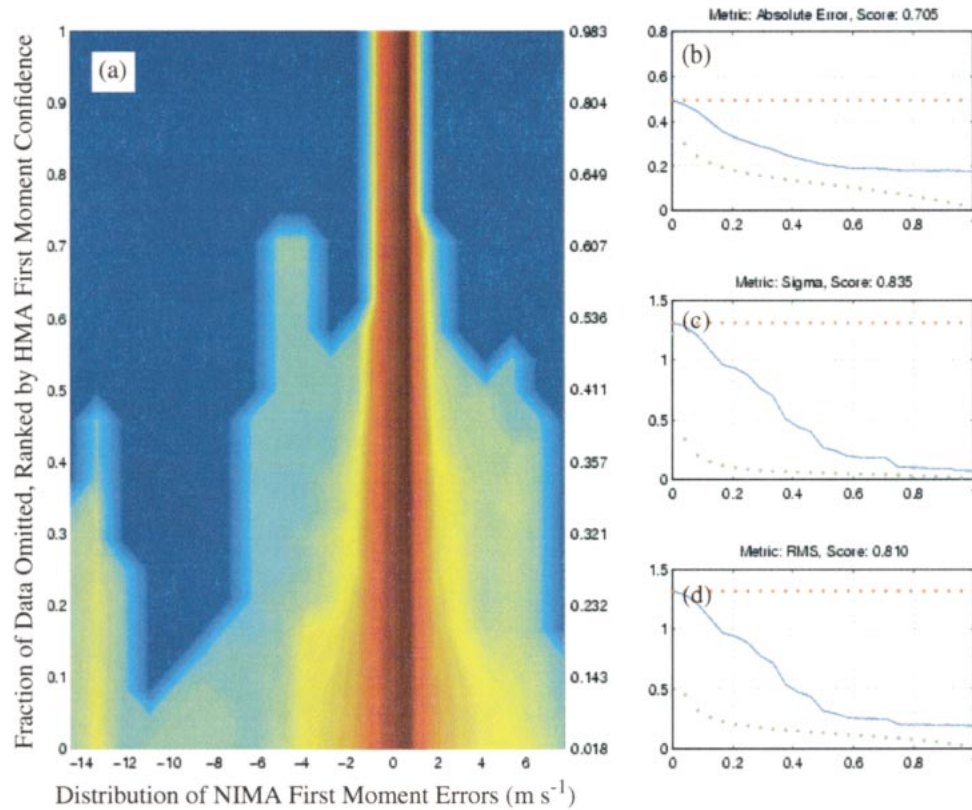 (a)
Fraction of Data Omitted, Ranked by HMA First Moment Confidence
1
0.9
0.8
0.7
0.6
0.5
0.4
0.3
0.2
0.1
0
0.983
0.804
0.649
0.607
0.536
0.411
0.357
0.321
0.232
0.143
0.018
-14 -12 -10 -8 -6 -4 -2 0 2 4 6
Distribution of NIMA First Moment Errors (m s⁻¹)
Metric: Absolute Error, Score: 0.705
(b)
0.8
0.6
0.4
0.2
0
0 0.2 0.4 0.6 0.8
Metric: Sigma, Score: 0.835
(c)
1.5
1
0.5
0
0 0.2 0.4 0.6 0.8
Metric: RMS, Score: 0.810
(d)
1.5
1
0.5
0
0 0.2 0.4 0.6 0.8